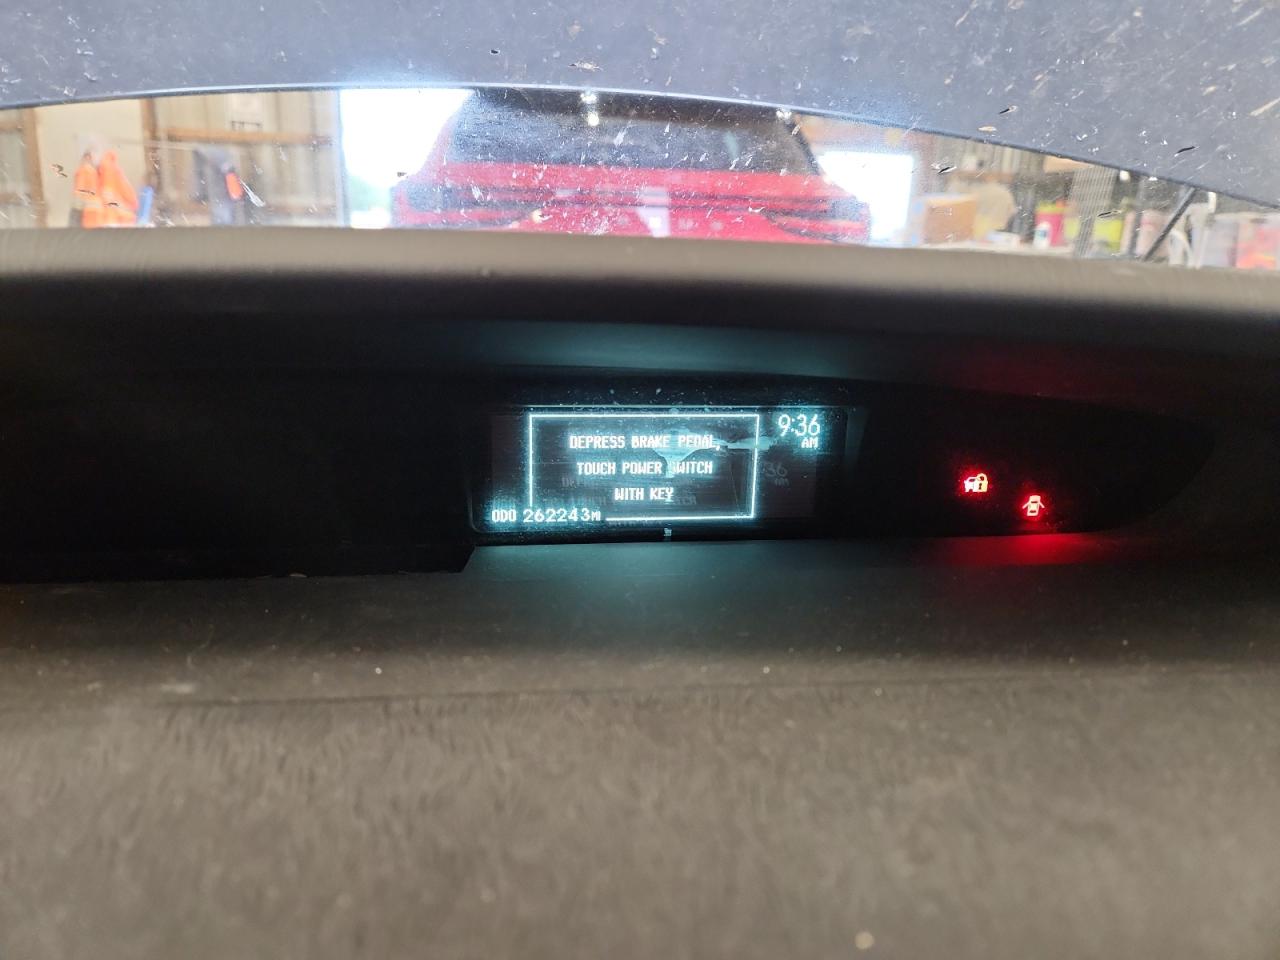 DEPRESS BRAKE PEDAL,
TOUCH POWER SWITCH
WITH KEY
9:36
AM
ODO 262243MI